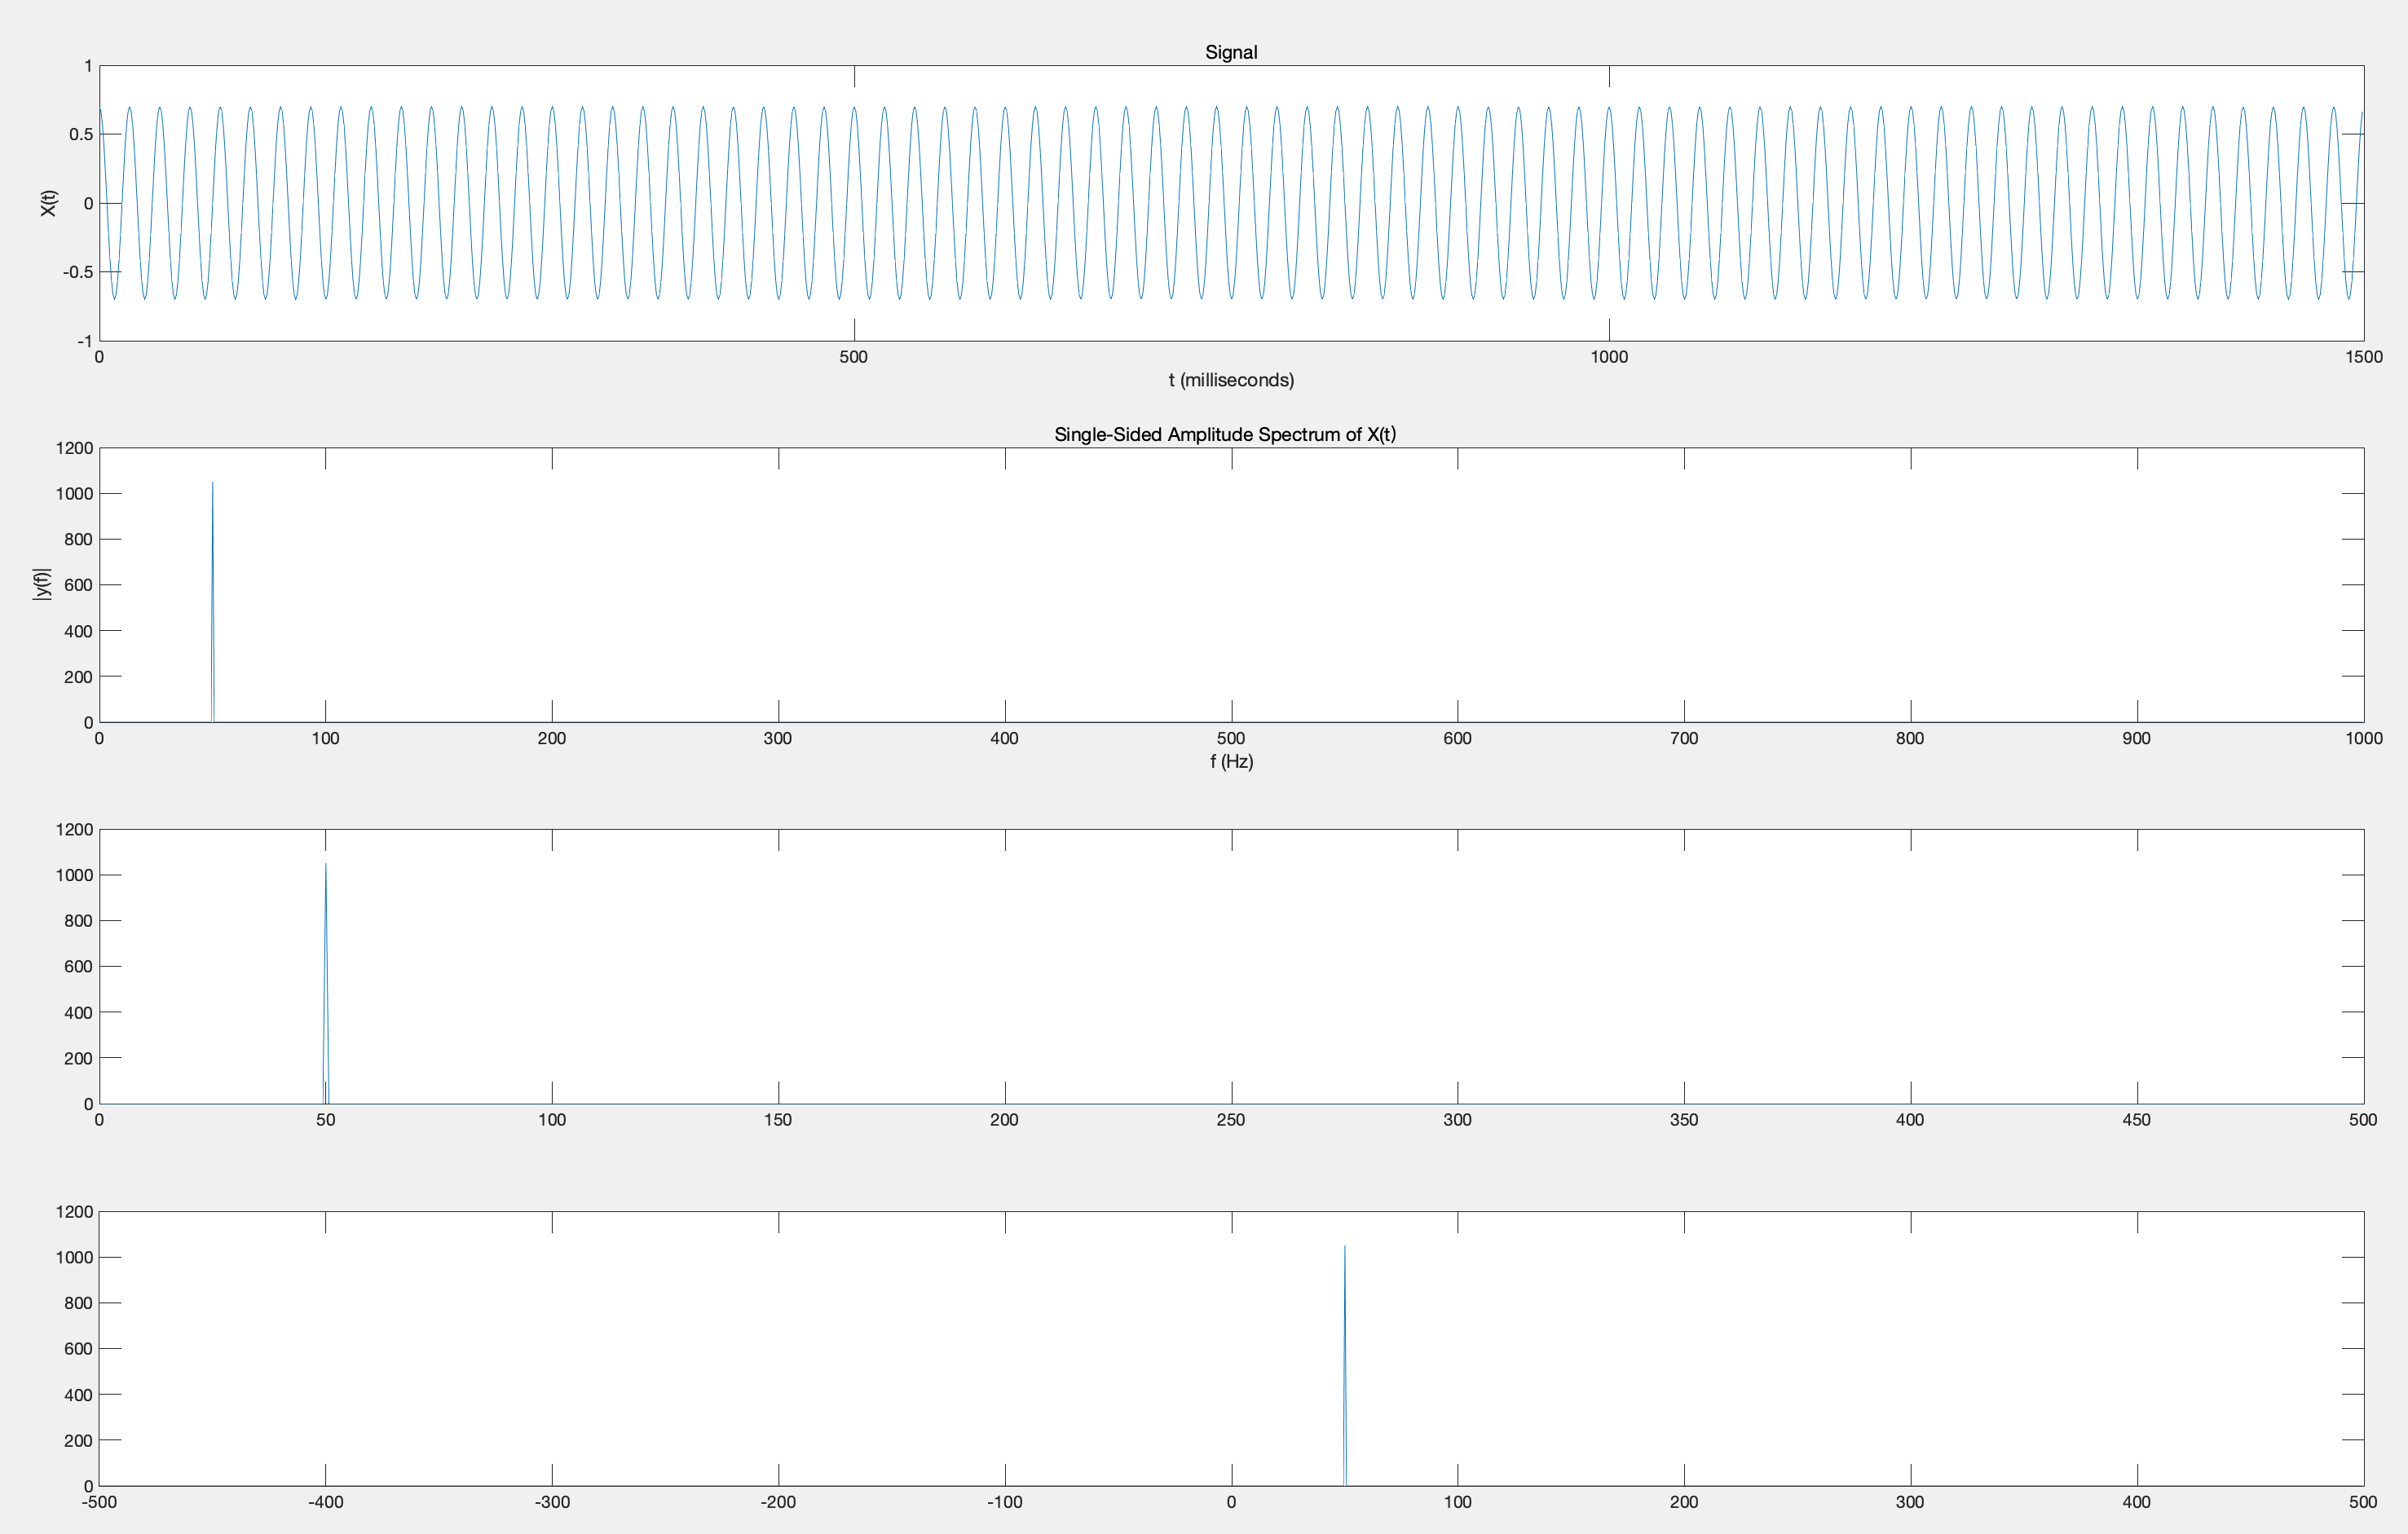 Signal
1
0.5
0
-0.5
-1
X(t)
0 500 1000 1500
t (milliseconds)
Single-Sided Amplitude Spectrum of X(t)
1200
1000
800
600
400
200
0
|y(f)|
0 100 200 300 400 500 600 700 800 900 1000
f (Hz)
1200
1000
800
600
400
200
0
0 50 100 150 200 250 300 350 400 450 500
1200
1000
800
600
400
200
0
-500 -400 -300 -200 -100 0 100 200 300 400 500